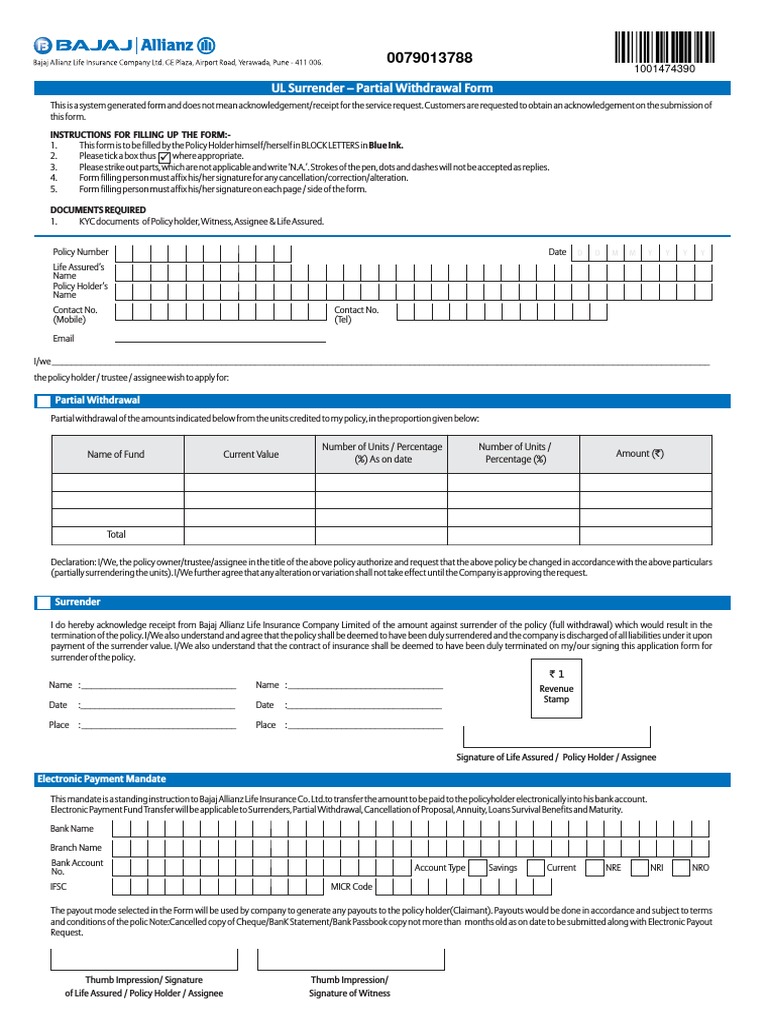 BAJAJ | Allianz
Bajaj Allianz Life Insurance Company Ltd. GE Plaza, Airport Road, Yerawada, Pune - 411 006.
0079013788
1001474390
UL Surrender – Partial Withdrawal Form
This is a system generated form and does not mean acknowledgement/receipt for the service request. Customers are requested to obtain an acknowledgement on the submission of
this form.
INSTRUCTIONS FOR FILLING UP THE FORM:-
1. This form is to be filled by the Policy Holder himself/herself in BLOCK LETTERS in Blue Ink.
2. Please tick a box thus ✓ where appropriate.
3. Please strike out parts, which are not applicable and write 'N.A.'. Strokes of the pen, dots and dashes will not be accepted as replies.
4. Form filling person must affix his/her signature for any cancellation/correction/alteration.
5. Form filling person must affix his/her signature on each page / side of the form.
DOCUMENTS REQUIRED
1. KYC documents of Policy holder, Witness, Assignee & Life Assured.
Policy Number Date D D M M Y Y Y Y
Life Assured's
Name
Policy Holder's
Name
Contact No. Contact No.
(Mobile) (Tel)
Email
I/we
the policy holder / trustee / assignee wish to apply for:
Partial Withdrawal
Partial withdrawal of the amounts indicated below from the units credited to my policy, in the proportion given below:
Name of Fund Current Value Number of Units / Percentage (%) As on date Number of Units / Percentage (%) Amount (₹)
Total
Declaration: I/We, the policy owner/trustee/assignee in the title of the above policy authorize and request that the above policy be changed in accordance with the above particulars
(partially surrendering the units). I/We further agree that any alteration or variation shall not take effect until the Company is approving the request.
Surrender
I do hereby acknowledge receipt from Bajaj Allianz Life Insurance Company Limited of the amount against surrender of the policy (full withdrawal) which would result in the
termination of the policy. I/We also understand and agree that the policy shall be deemed to have been duly surrendered and the company is discharged of all liabilities under it upon
payment of the surrender value. I/We also understand that the contract of insurance shall be deemed to have been duly terminated on my/our signing this application form for
surrender of the policy.
₹ 1
Revenue
Stamp
Name : Name :
Date : Date :
Place : Place :
Signature of Life Assured / Policy Holder / Assignee
Electronic Payment Mandate
This mandate is a standing instruction to Bajaj Allianz Life Insurance Co. Ltd. to transfer the amount to be paid to the policyholder electronically into his bank account.
Electronic Payment Fund Transfer will be applicable to Surrenders, Partial Withdrawal, Cancellation of Proposal, Annuity, Loans Survival Benefits and Maturity.
Bank Name
Branch Name
Bank Account
No. Account Type Savings Current NRE NRI NRO
IFSC MICR Code
The payout mode selected in the Form will be used by company to generate any payouts to the policy holder(Claimant). Payouts would be done in accordance and subject to terms
and conditions of the polic Note:Cancelled copy of Cheque/BanK Statement/Bank Passbook copy not more than months old as on date to be submitted along with Electronic Payout
Request.
Thumb Impression/ Signature Thumb Impression/
of Life Assured / Policy Holder / Assignee Signature of Witness